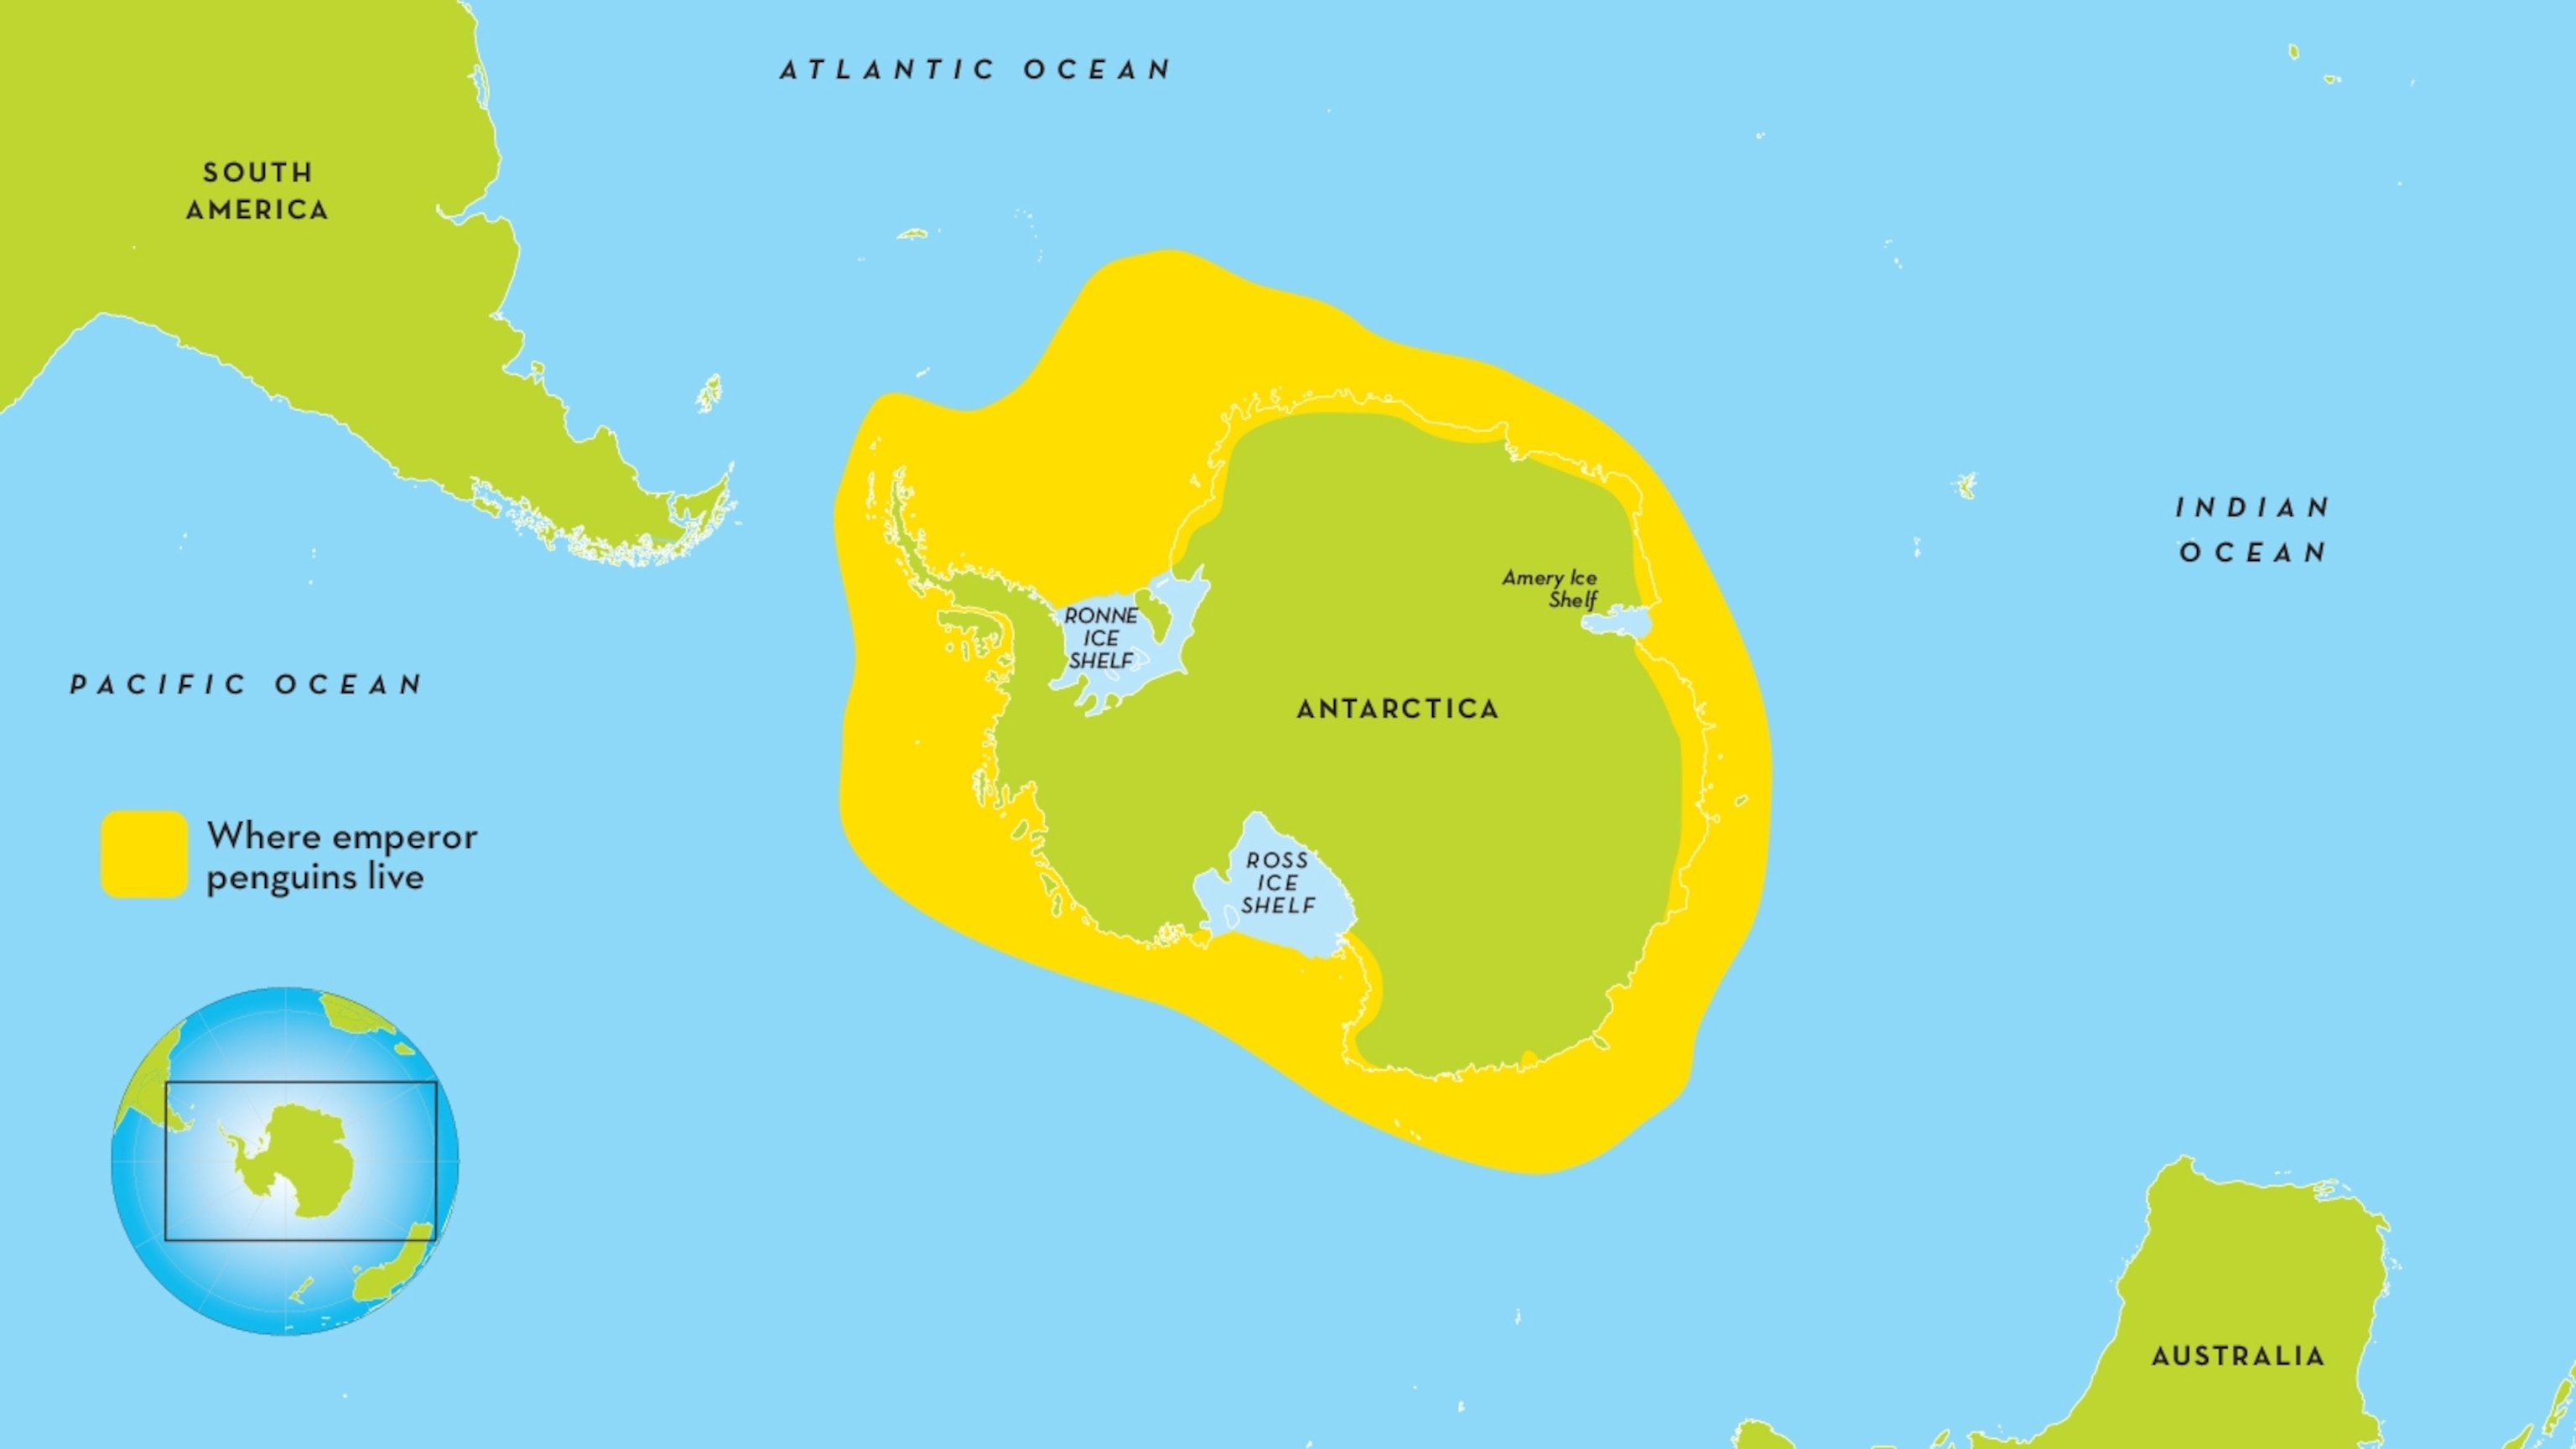 ATLANTIC OCEAN
SOUTH
AMERICA
INDIAN
OCEAN
Amery Ice
Shelf
RONNE
ICE
SHELF
PACIFIC OCEAN
ANTARCTICA
Where emperor
penguins live
ROSS
ICE
SHELF
AUSTRALIA